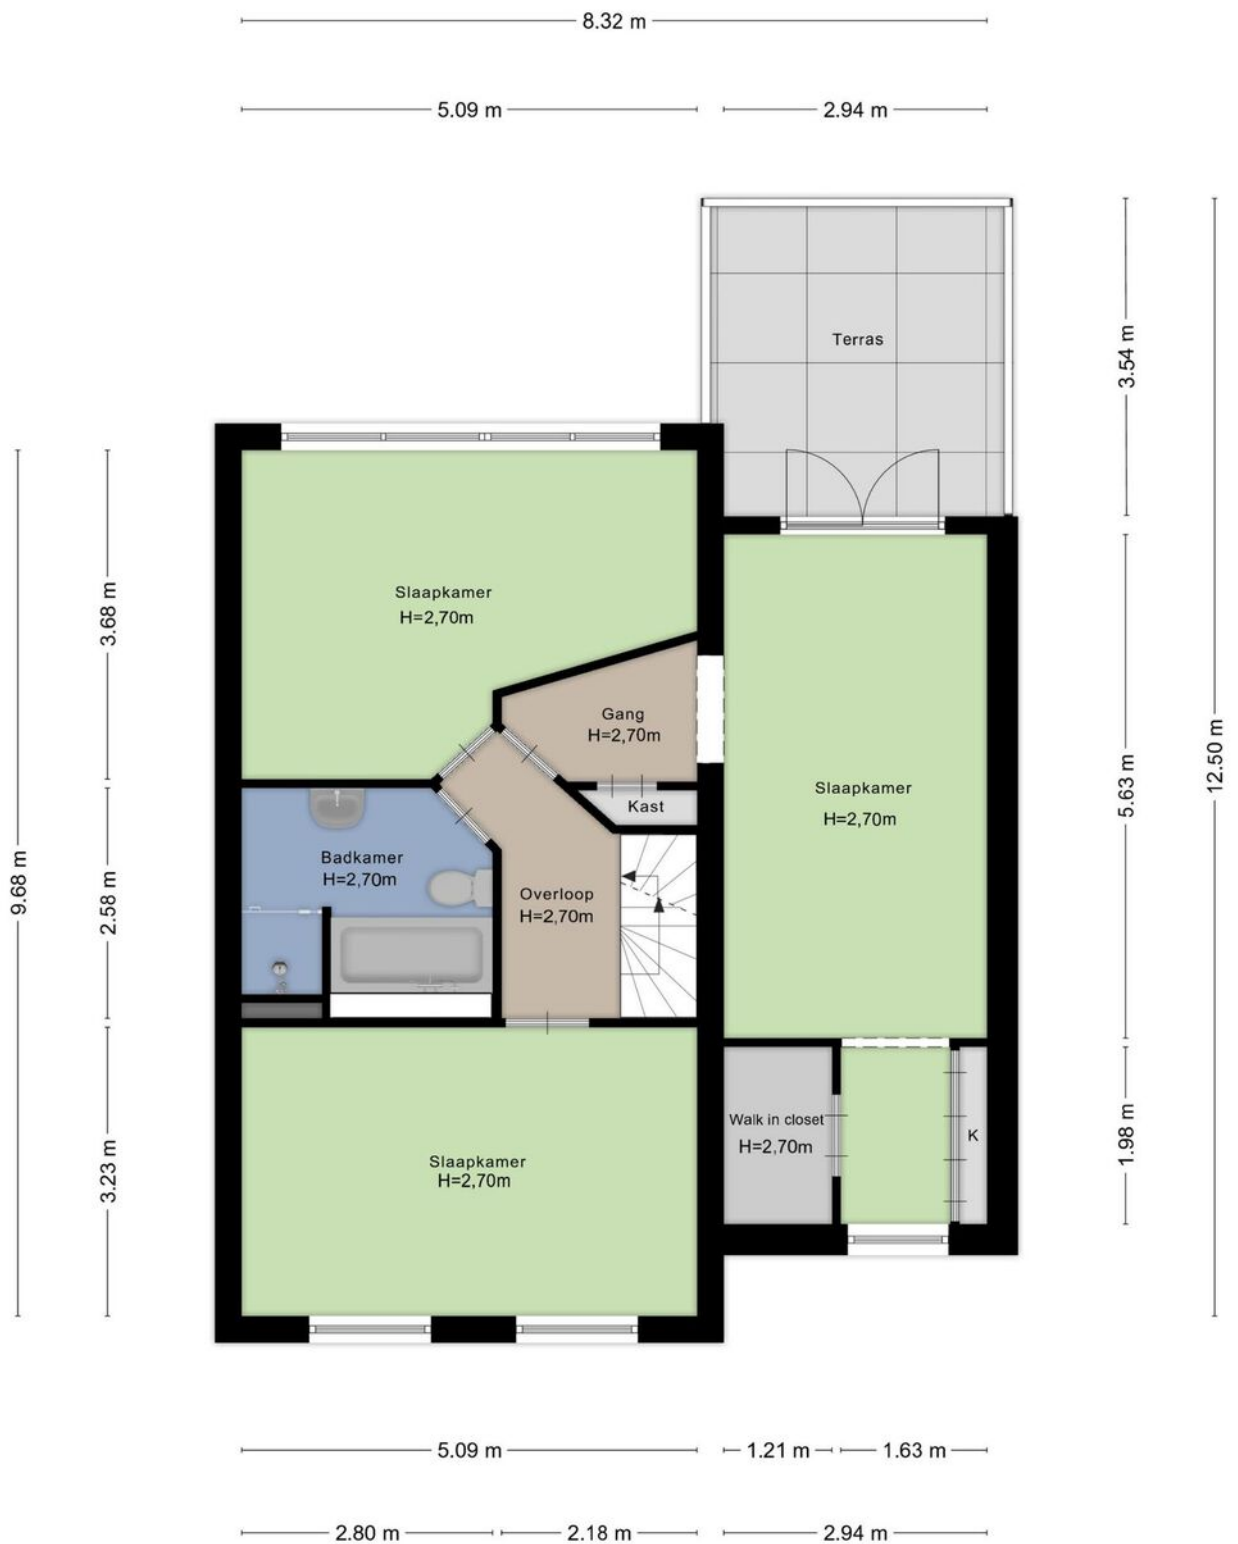 8.32 m
5.09 m
2.94 m
Terras
3.54 m
12.50 m
9.68 m
3.68 m
Slaapkamer
H=2,70m
Gang
H=2,70m
Kast
Slaapkamer
H=2,70m
5.63 m
Badkamer
H=2,70m
2.58 m
Overloop
H=2,70m
Slaapkamer
H=2,70m
3.23 m
Walk in closet
H=2,70m
K
1.98 m
5.09 m
1.21 m
1.63 m
2.80 m
2.18 m
2.94 m